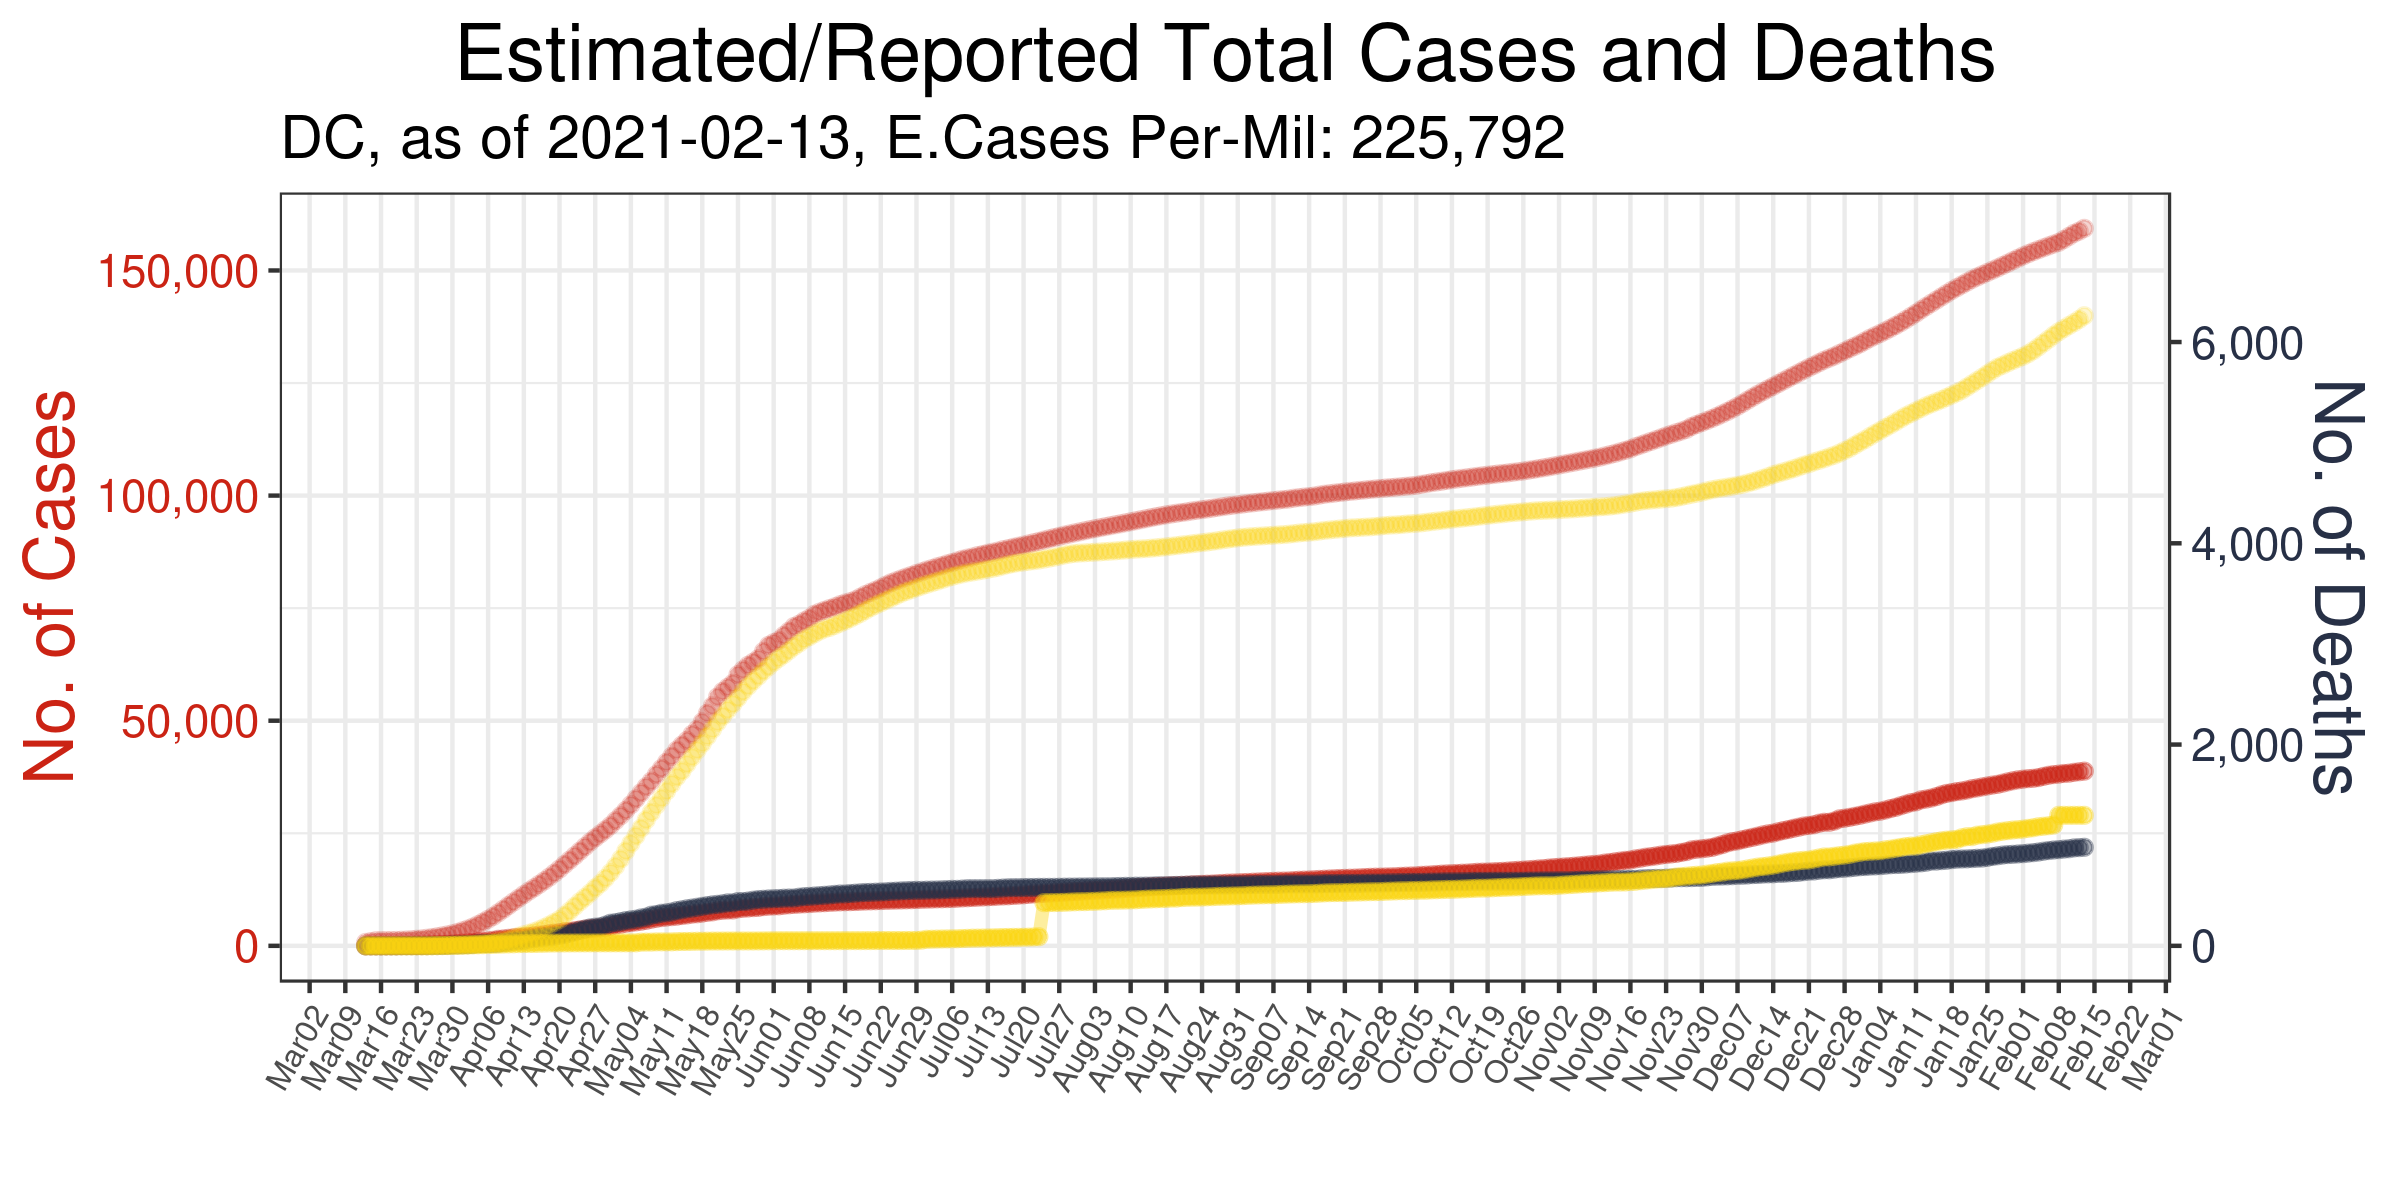 Estimated/Reported Total Cases and Deaths
DC, as of 2021-02-13, E.Cases Per-Mil: 225,792
No. of Cases
150,000
100,000
50,000
0
No. of Deaths
6,000
4,000
2,000
0
Mar02
Mar09
Mar16
Mar23
Mar30
Apr06
Apr13
Apr20
Apr27
May04
May11
May18
May25
Jun01
Jun08
Jun15
Jun22
Jun29
Jul06
Jul13
Jul20
Jul27
Aug03
Aug10
Aug17
Aug24
Aug31
Sep07
Sep14
Sep21
Sep28
Oct05
Oct12
Oct19
Oct26
Nov02
Nov09
Nov16
Nov23
Nov30
Dec07
Dec14
Dec21
Dec28
Jan04
Jan11
Jan18
Jan25
Feb01
Feb08
Feb15
Feb22
Mar01